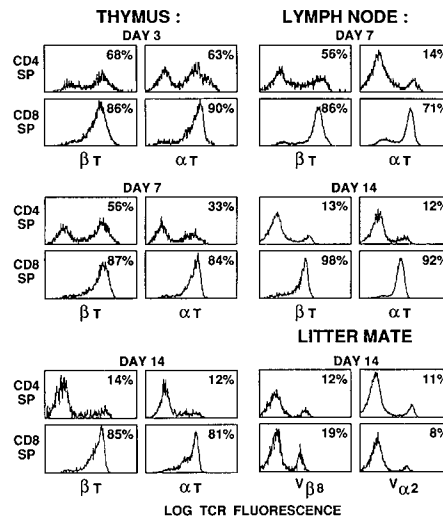 THYMUS : LYMPH NODE :
DAY 3 DAY 7
CD4 SP 68% 63% 56% 14%
CD8 SP 86% 90% 86% 71%
βT αT βT αT
DAY 7 DAY 14
CD4 SP 56% 33% 13% 12%
CD8 SP 87% 84% 98% 92%
βT αT βT αT
LITTER MATE
DAY 14 DAY 14
CD4 SP 14% 12% 12% 11%
CD8 SP 85% 81% 19% 8%
βT αT Vβ8 Vα2
LOG TCR FLUORESCENCE